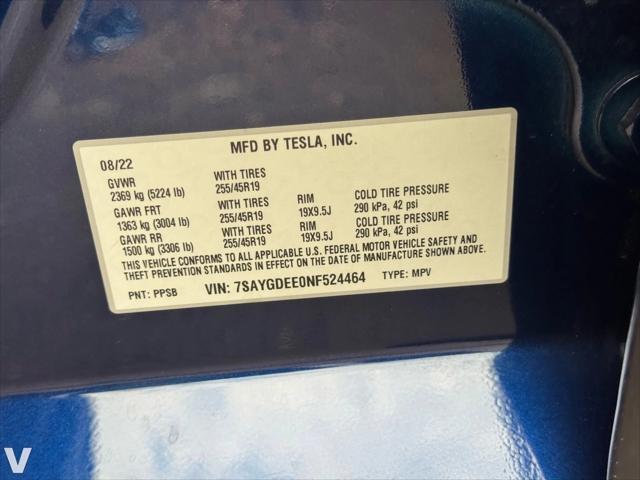 MFD BY TESLA, INC.
08/22
GVWR WITH TIRES
2369 kg (5224 lb) 255/45R19
GAWR FRT WITH TIRES RIM COLD TIRE PRESSURE
1363 kg (3004 lb) 255/45R19 19X9.5J 290 kPa, 42 psi
GAWR RR WITH TIRES RIM COLD TIRE PRESSURE
1500 kg (3306 lb) 255/45R19 19X9.5J 290 kPa, 42 psi
THIS VEHICLE CONFORMS TO ALL APPLICABLE U.S. FEDERAL MOTOR VEHICLE SAFETY AND
THEFT PREVENTION STANDARDS IN EFFECT ON THE DATE OF MANUFACTURE SHOWN ABOVE.
PNT: PPSB VIN: 7SAYGDEE0NF524464 TYPE: MPV
V